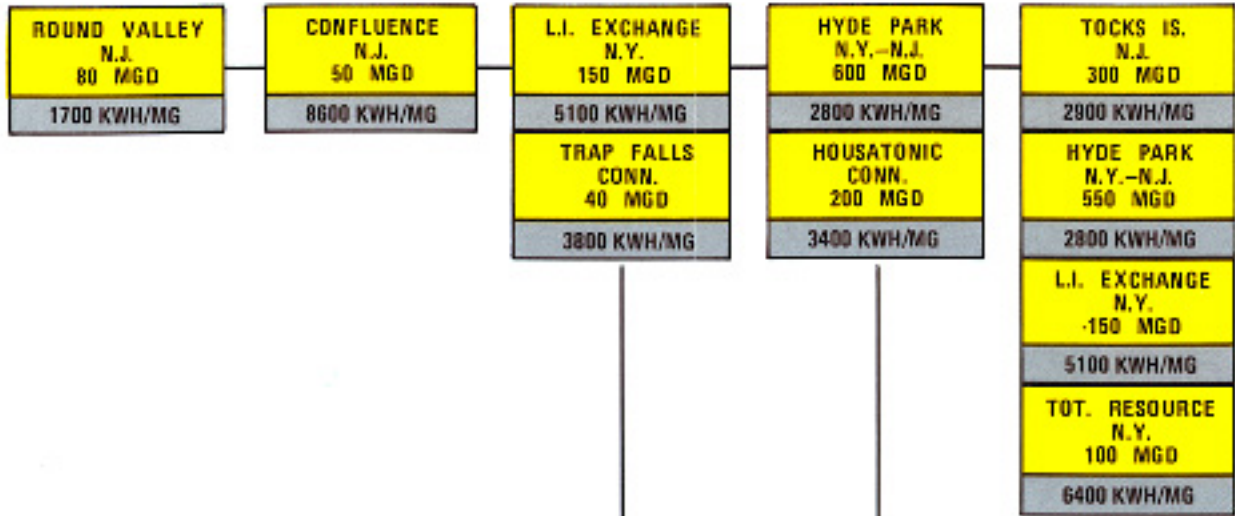 ROUND VALLEY
N.J.
80 MGD
1700 KWH/MG
CONFLUENCE
N.J.
50 MGD
8600 KWH/MG
L.I. EXCHANGE
N.Y.
150 MGD
5100 KWH/MG
TRAP FALLS
CONN.
40 MGD
3800 KWH/MG
HYDE PARK
N.Y.–N.J.
600 MGD
2800 KWH/MG
HOUSATONIC
CONN.
200 MGD
3400 KWH/MG
TOCKS IS.
N.J.
300 MGD
2900 KWH/MG
HYDE PARK
N.Y.–N.J.
550 MGD
2800 KWH/MG
L.I. EXCHANGE
N.Y.
-150 MGD
5100 KWH/MG
TOT. RESOURCE
N.Y.
100 MGD
6400 KWH/MG